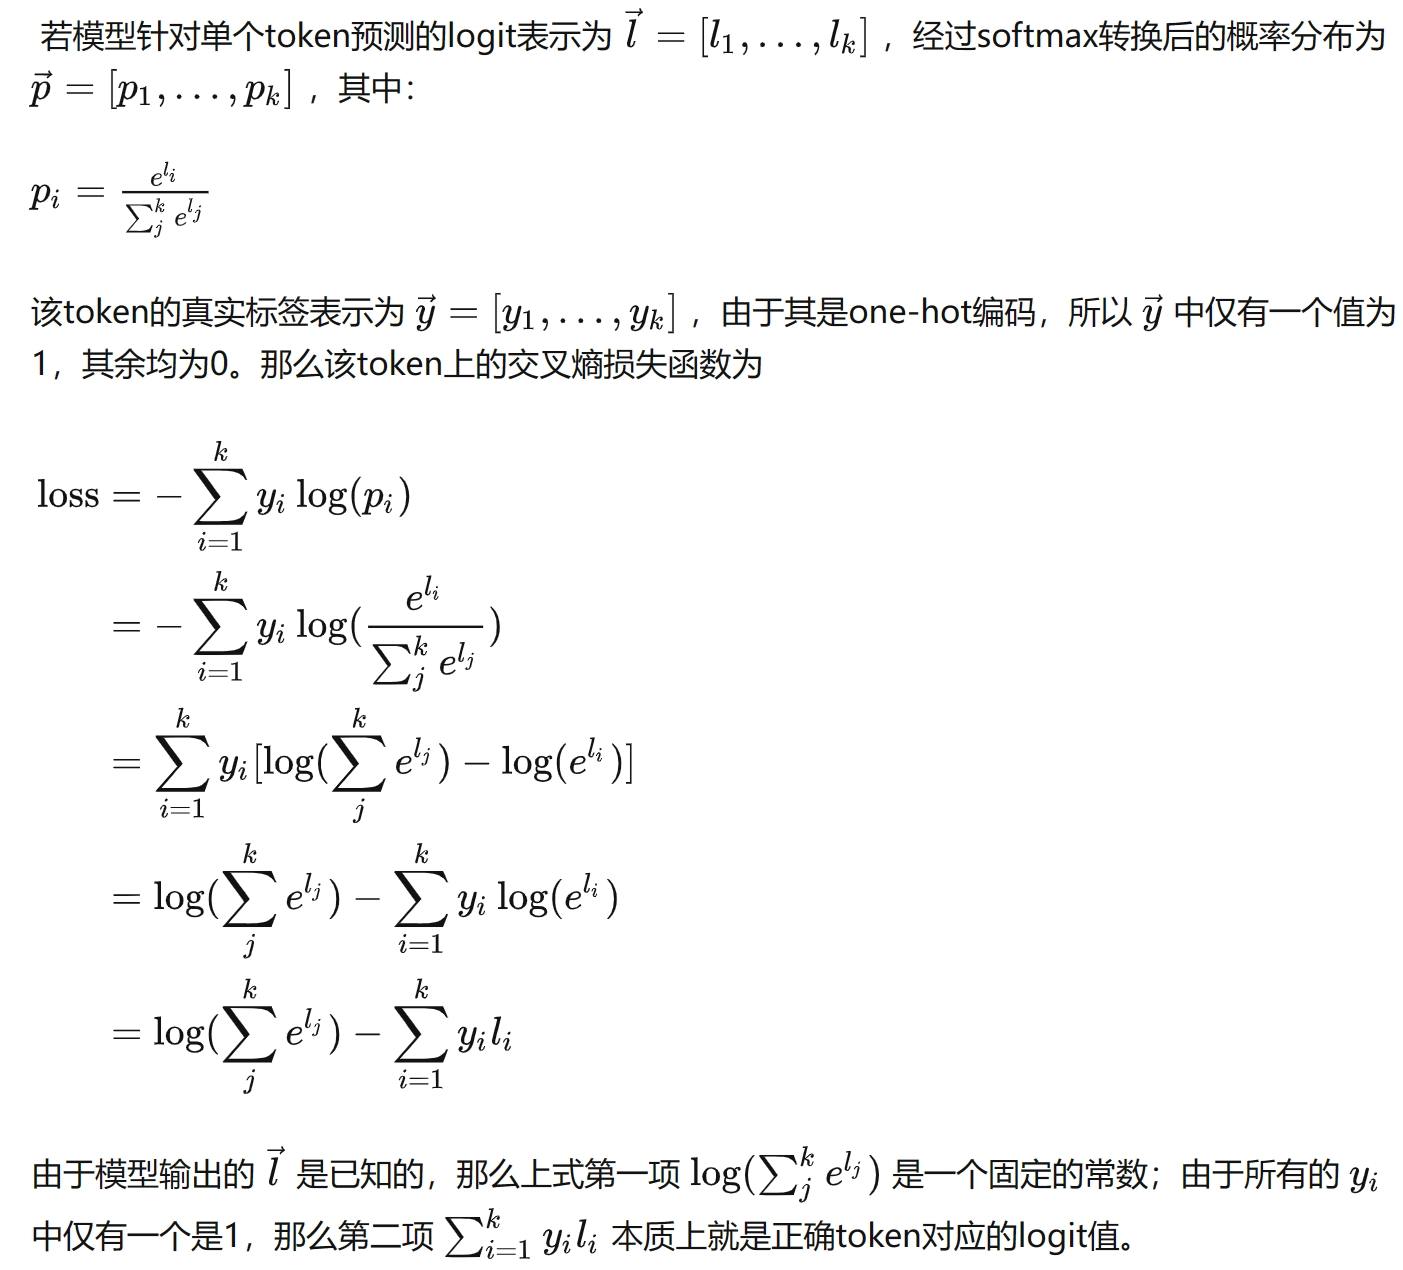 若模型针对单个token预测的logit表示为 $\vec{l} = [l_1, \ldots, l_k]$ ，经过softmax转换后的概率分布为
$\vec{p} = [p_1, \ldots, p_k]$ ，其中：
$p_i = \frac{e^{l_i}}{\sum_j^k e^{l_j}}$
该token的真实标签表示为 $\vec{y} = [y_1, \ldots, y_k]$ ，由于其是one-hot编码，所以 $\vec{y}$ 中仅有一个值为
1，其余均为0。那么该token上的交叉熵损失函数为
$\text{loss} = -\sum_{i=1}^k y_i \log(p_i)$
$= -\sum_{i=1}^k y_i \log(\frac{e^{l_i}}{\sum_j^k e^{l_j}})$
$= \sum_{i=1}^k y_i [\log(\sum_j^k e^{l_j}) - \log(e^{l_i})]$
$= \log(\sum_j^k e^{l_j}) - \sum_{i=1}^k y_i \log(e^{l_i})$
$= \log(\sum_j^k e^{l_j}) - \sum_{i=1}^k y_i l_i$
由于模型输出的 $\vec{l}$ 是已知的，那么上式第一项 $\log(\sum_j^k e^{l_j})$ 是一个固定的常数；由于所有的 $y_i$
中仅有一个是1，那么第二项 $\sum_{i=1}^k y_i l_i$ 本质上就是正确token对应的logit值。